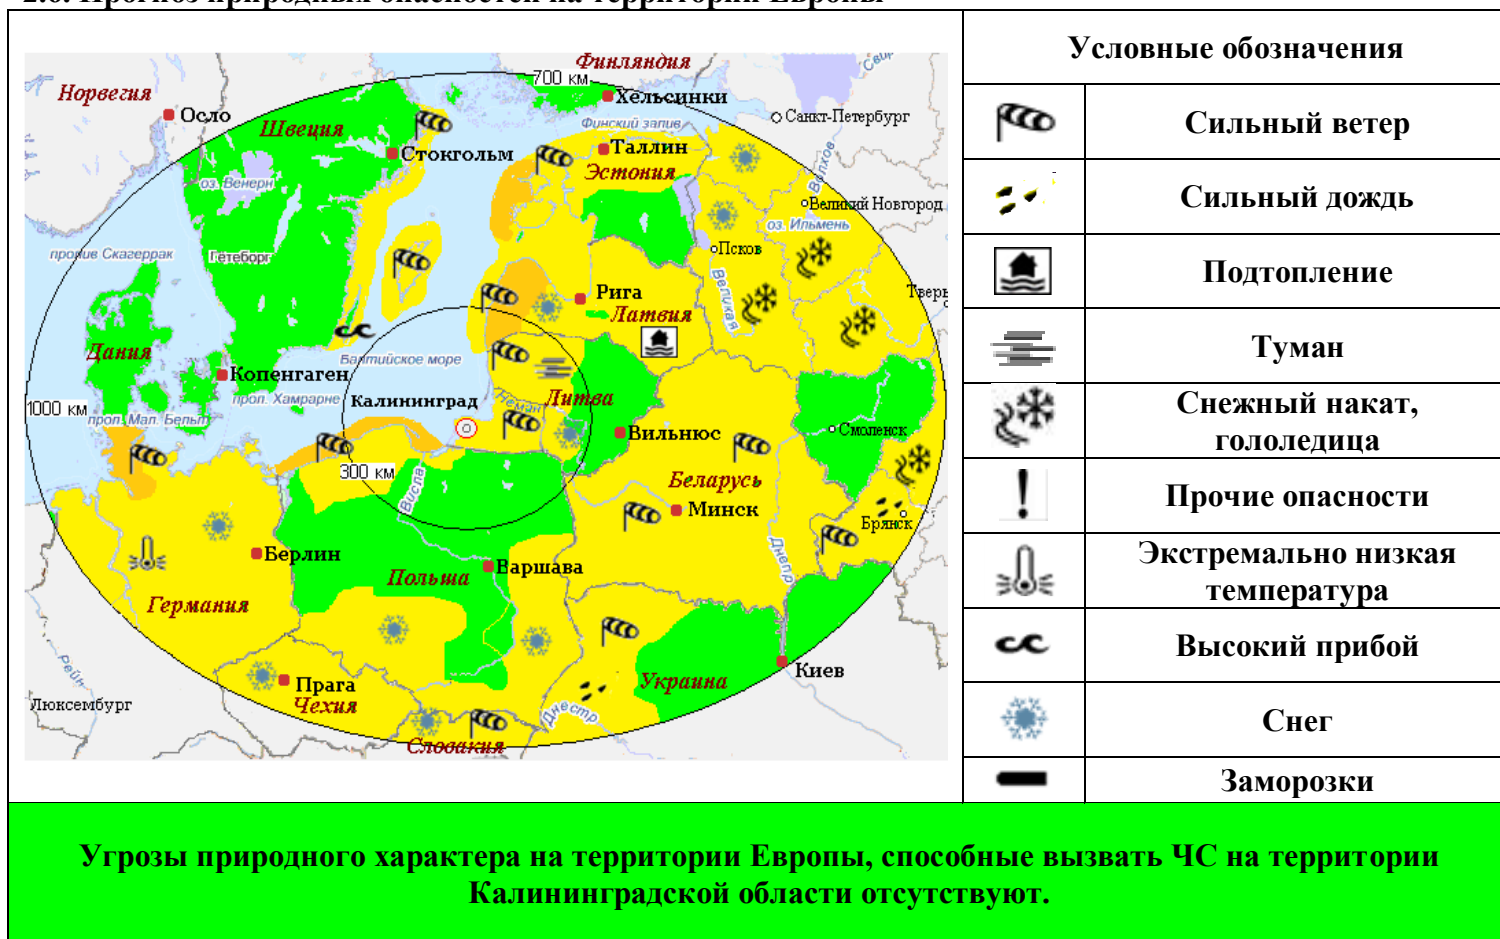 2.6. Прогноз природных опасностей на территории Европы
Условные обозначения
Сильный ветер
Сильный дождь
Подтопление
Туман
Снежный накат,
гололедица
Прочие опасности
Экстремально низкая
температура
Высокий прибой
Снег
Заморозки
Финляндия
700 км
Норвегия
Хельсинки
Осло
Санкт-Петербург
Швеция
Финский залив
Стокгольм
Таллин
Эстония
Волхов
оз. Венерн
Великий Новгород
оз. Ильмень
Псков
пролив Скагеррак
Гетеборг
Великая
Тверь
Рига
Латвия
Дания
Балтийское море
Копенгаген
прол. Хамрарне
Калининград
Неман
Литва
1000 км
прол. Мал. Бельт
Вильнюс
Смоленск
300 км
Висла
Беларусь
Минск
Брянск
Днепр
Берлин
Варшава
Польша
Германия
Рейн
Киев
Украина
Прага
Чехия
Люксембург
Днестр
Словакия
Угрозы природного характера на территории Европы, способные вызвать ЧС на территории
Калининградской области отсутствуют.